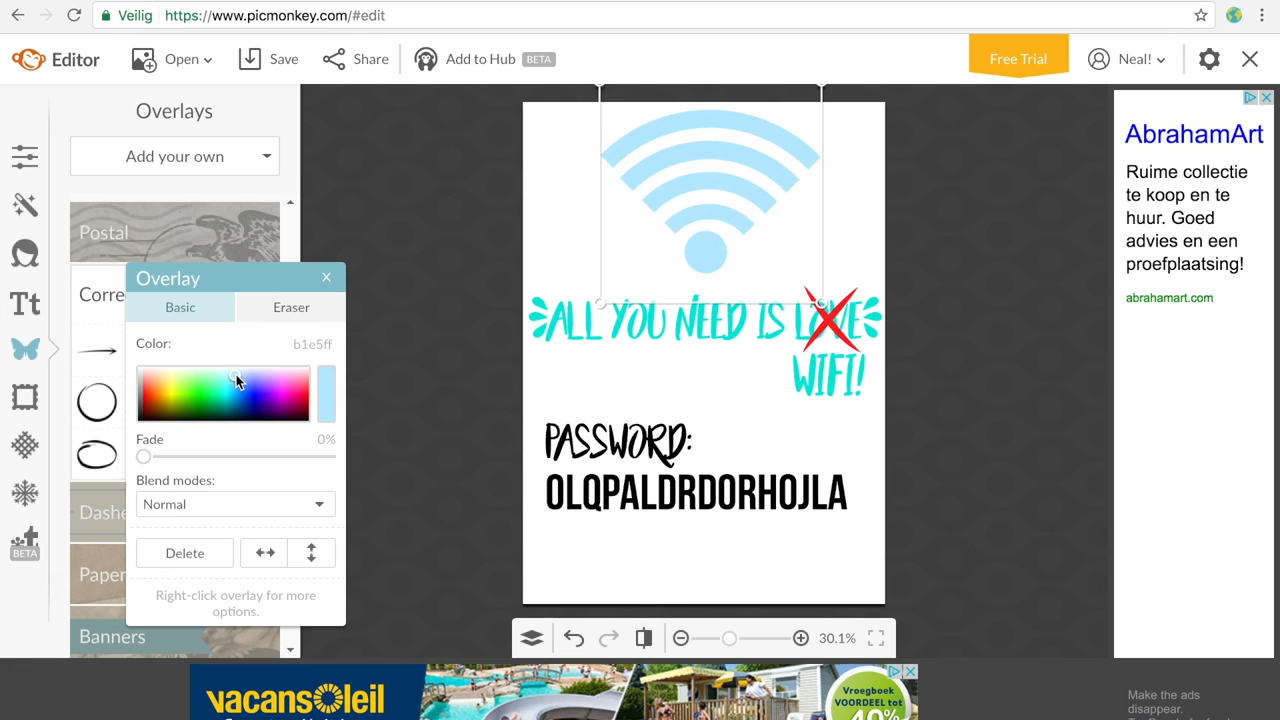 Veilig https://www.picmonkey.com/#edit
Editor Open Save Share Add to Hub BETA Free Trial Neal!
Overlays
Add your own
Postal
Corre
Dashe
Paper
Banners
BETA
Overlay
Basic Eraser
Color: b1e5ff
Fade 0%
Blend modes:
Normal
Delete
Right-click overlay for more
options.
ALL YOU NEED IS LOVE
WIFI!
PASSWORD:
OLQPALDRDORHOJLA
30.1%
AbrahamArt
Ruime collectie
te koop en te
huur. Goed
advies en een
proefplaatsing!
abrahamart.com
vacansoleil
Vroegboek
VOORDEEL tot
40%
Make the ads
disappear.